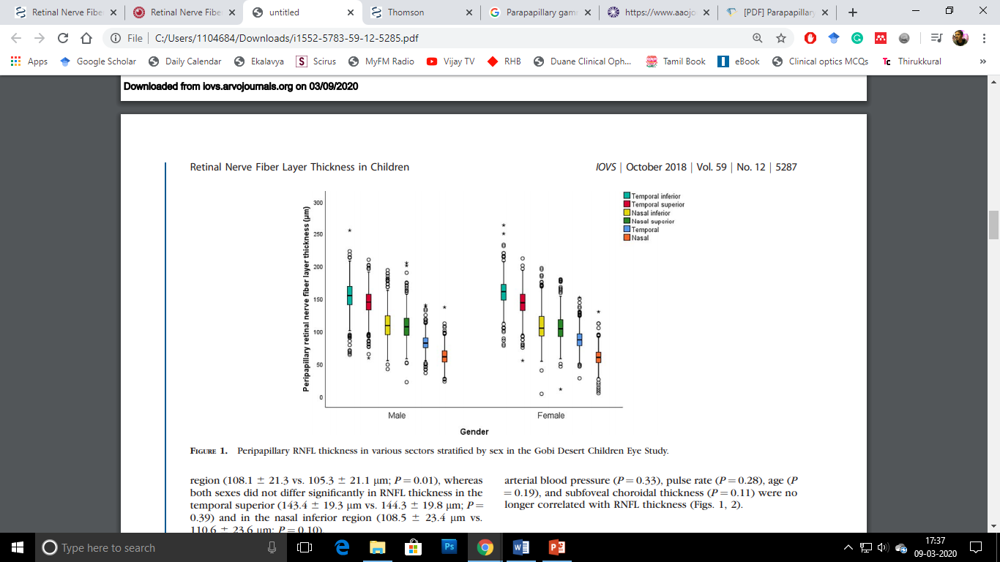 Retinal Nerve Fibe
Retinal Nerve Fibe
untitled
Thomson
Parapapillary gam
https://www.aaojo
[PDF] Parapapillary
File | C:/Users/1104684/Downloads/i1552-5783-59-12-5285.pdf
Apps
Google Scholar
Daily Calendar
Ekalavya
S Scirus
MyFM Radio
Vijay TV
RHB
Duane Clinical Oph...
Tamil Book
eBook
Clinical optics MCQs
Tc Thirukkural
»
Downloaded from iovs.arvojournals.org on 03/09/2020
Retinal Nerve Fiber Layer Thickness in Children
IOVS | October 2018 | Vol. 59 | No. 12 | 5287
Peripapillary retinal nerve fiber layer thickness (µm)
300
250
200
150
100
50
0
Temporal inferior
Temporal superior
Nasal inferior
Nasal superior
Temporal
Nasal
Male
Female
Gender
FIGURE 1. Peripapillary RNFL thickness in various sectors stratified by sex in the Gobi Desert Children Eye Study.
region (108.1 ± 21.3 vs. 105.3 ± 21.1 µm; P = 0.01), whereas
both sexes did not differ significantly in RNFL thickness in the
temporal superior (143.4 ± 19.3 µm vs. 144.3 ± 19.8 µm; P =
0.39) and in the nasal inferior region (108.5 ± 23.4 µm vs.
110.6 ± 23.6 µm; P = 0.10).
arterial blood pressure (P = 0.33), pulse rate (P = 0.28), age (P
= 0.19), and subfoveal choroidal thickness (P = 0.11) were no
longer correlated with RNFL thickness (Figs. 1, 2).
Type here to search
Ps
17:37
09-03-2020